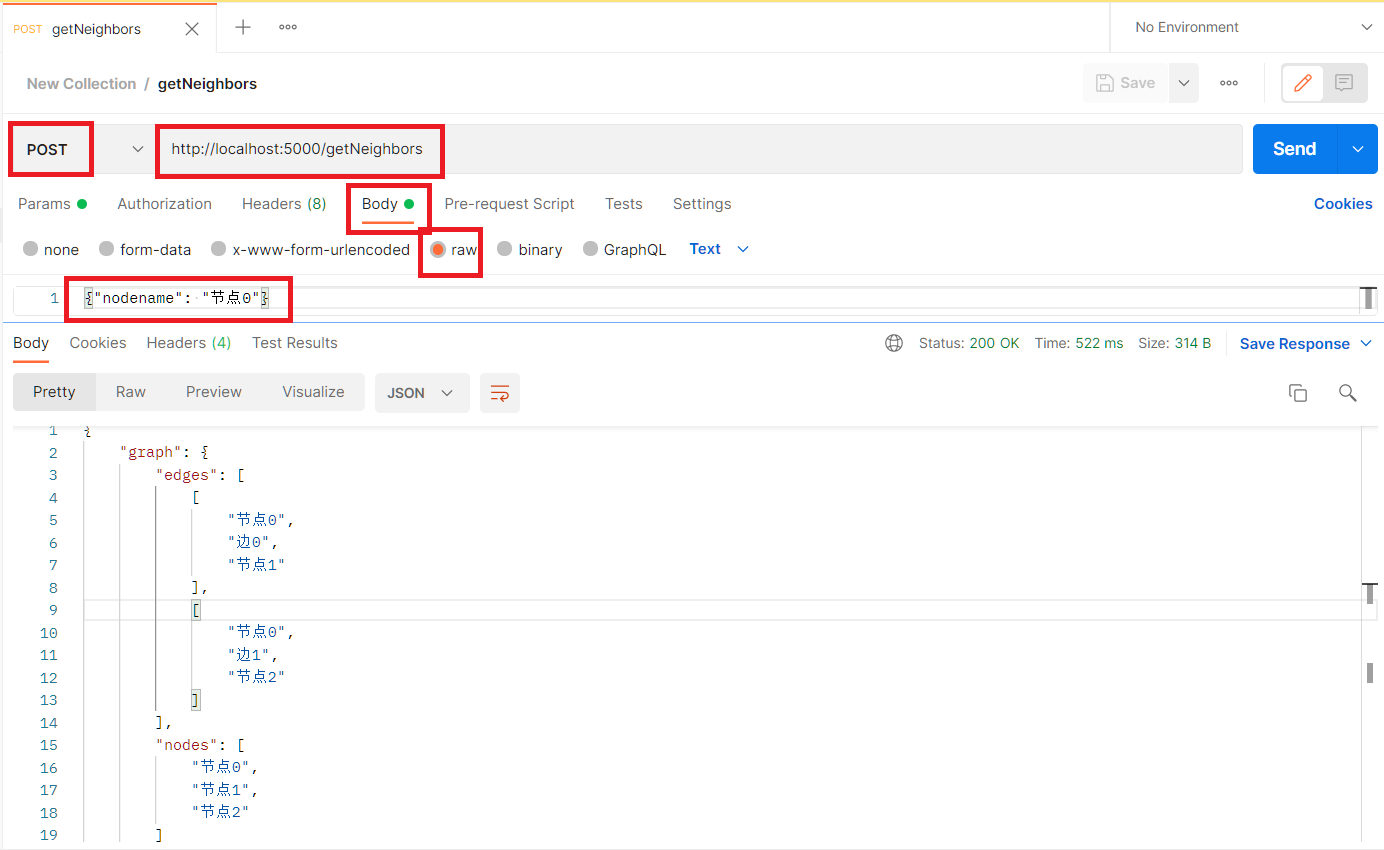 POST getNeighbors
No Environment
New Collection / getNeighbors
Save
POST http://localhost:5000/getNeighbors Send
Params Authorization Headers (8) Body Pre-request Script Tests Settings Cookies
none form-data x-www-form-urlencoded raw binary GraphQL Text
1 {"nodename": "节点0"}
Body Cookies Headers (4) Test Results Status: 200 OK Time: 522 ms Size: 314 B Save Response
Pretty Raw Preview Visualize JSON
1 {
2 "graph": {
3 "edges": [
4 [
5 "节点0",
6 "边0",
7 "节点1"
8 ],
9 [
10 "节点0",
11 "边1",
12 "节点2"
13 ]
14 ],
15 "nodes": [
16 "节点0",
17 "节点1",
18 "节点2"
19 ]